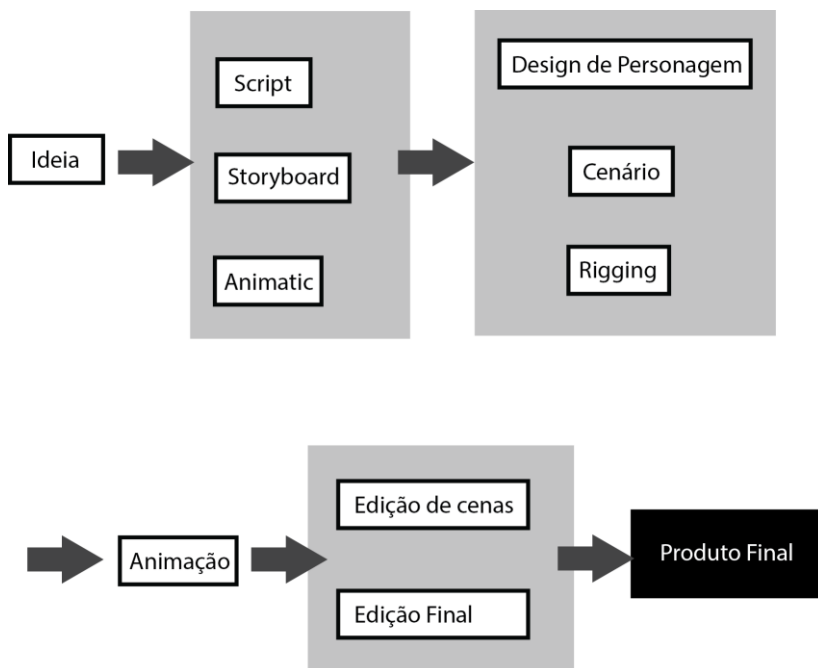 Ideia
Script
Storyboard
Animatic
Design de Personagem
Cenário
Rigging
Animação
Edição de cenas
Edição Final
Produto Final